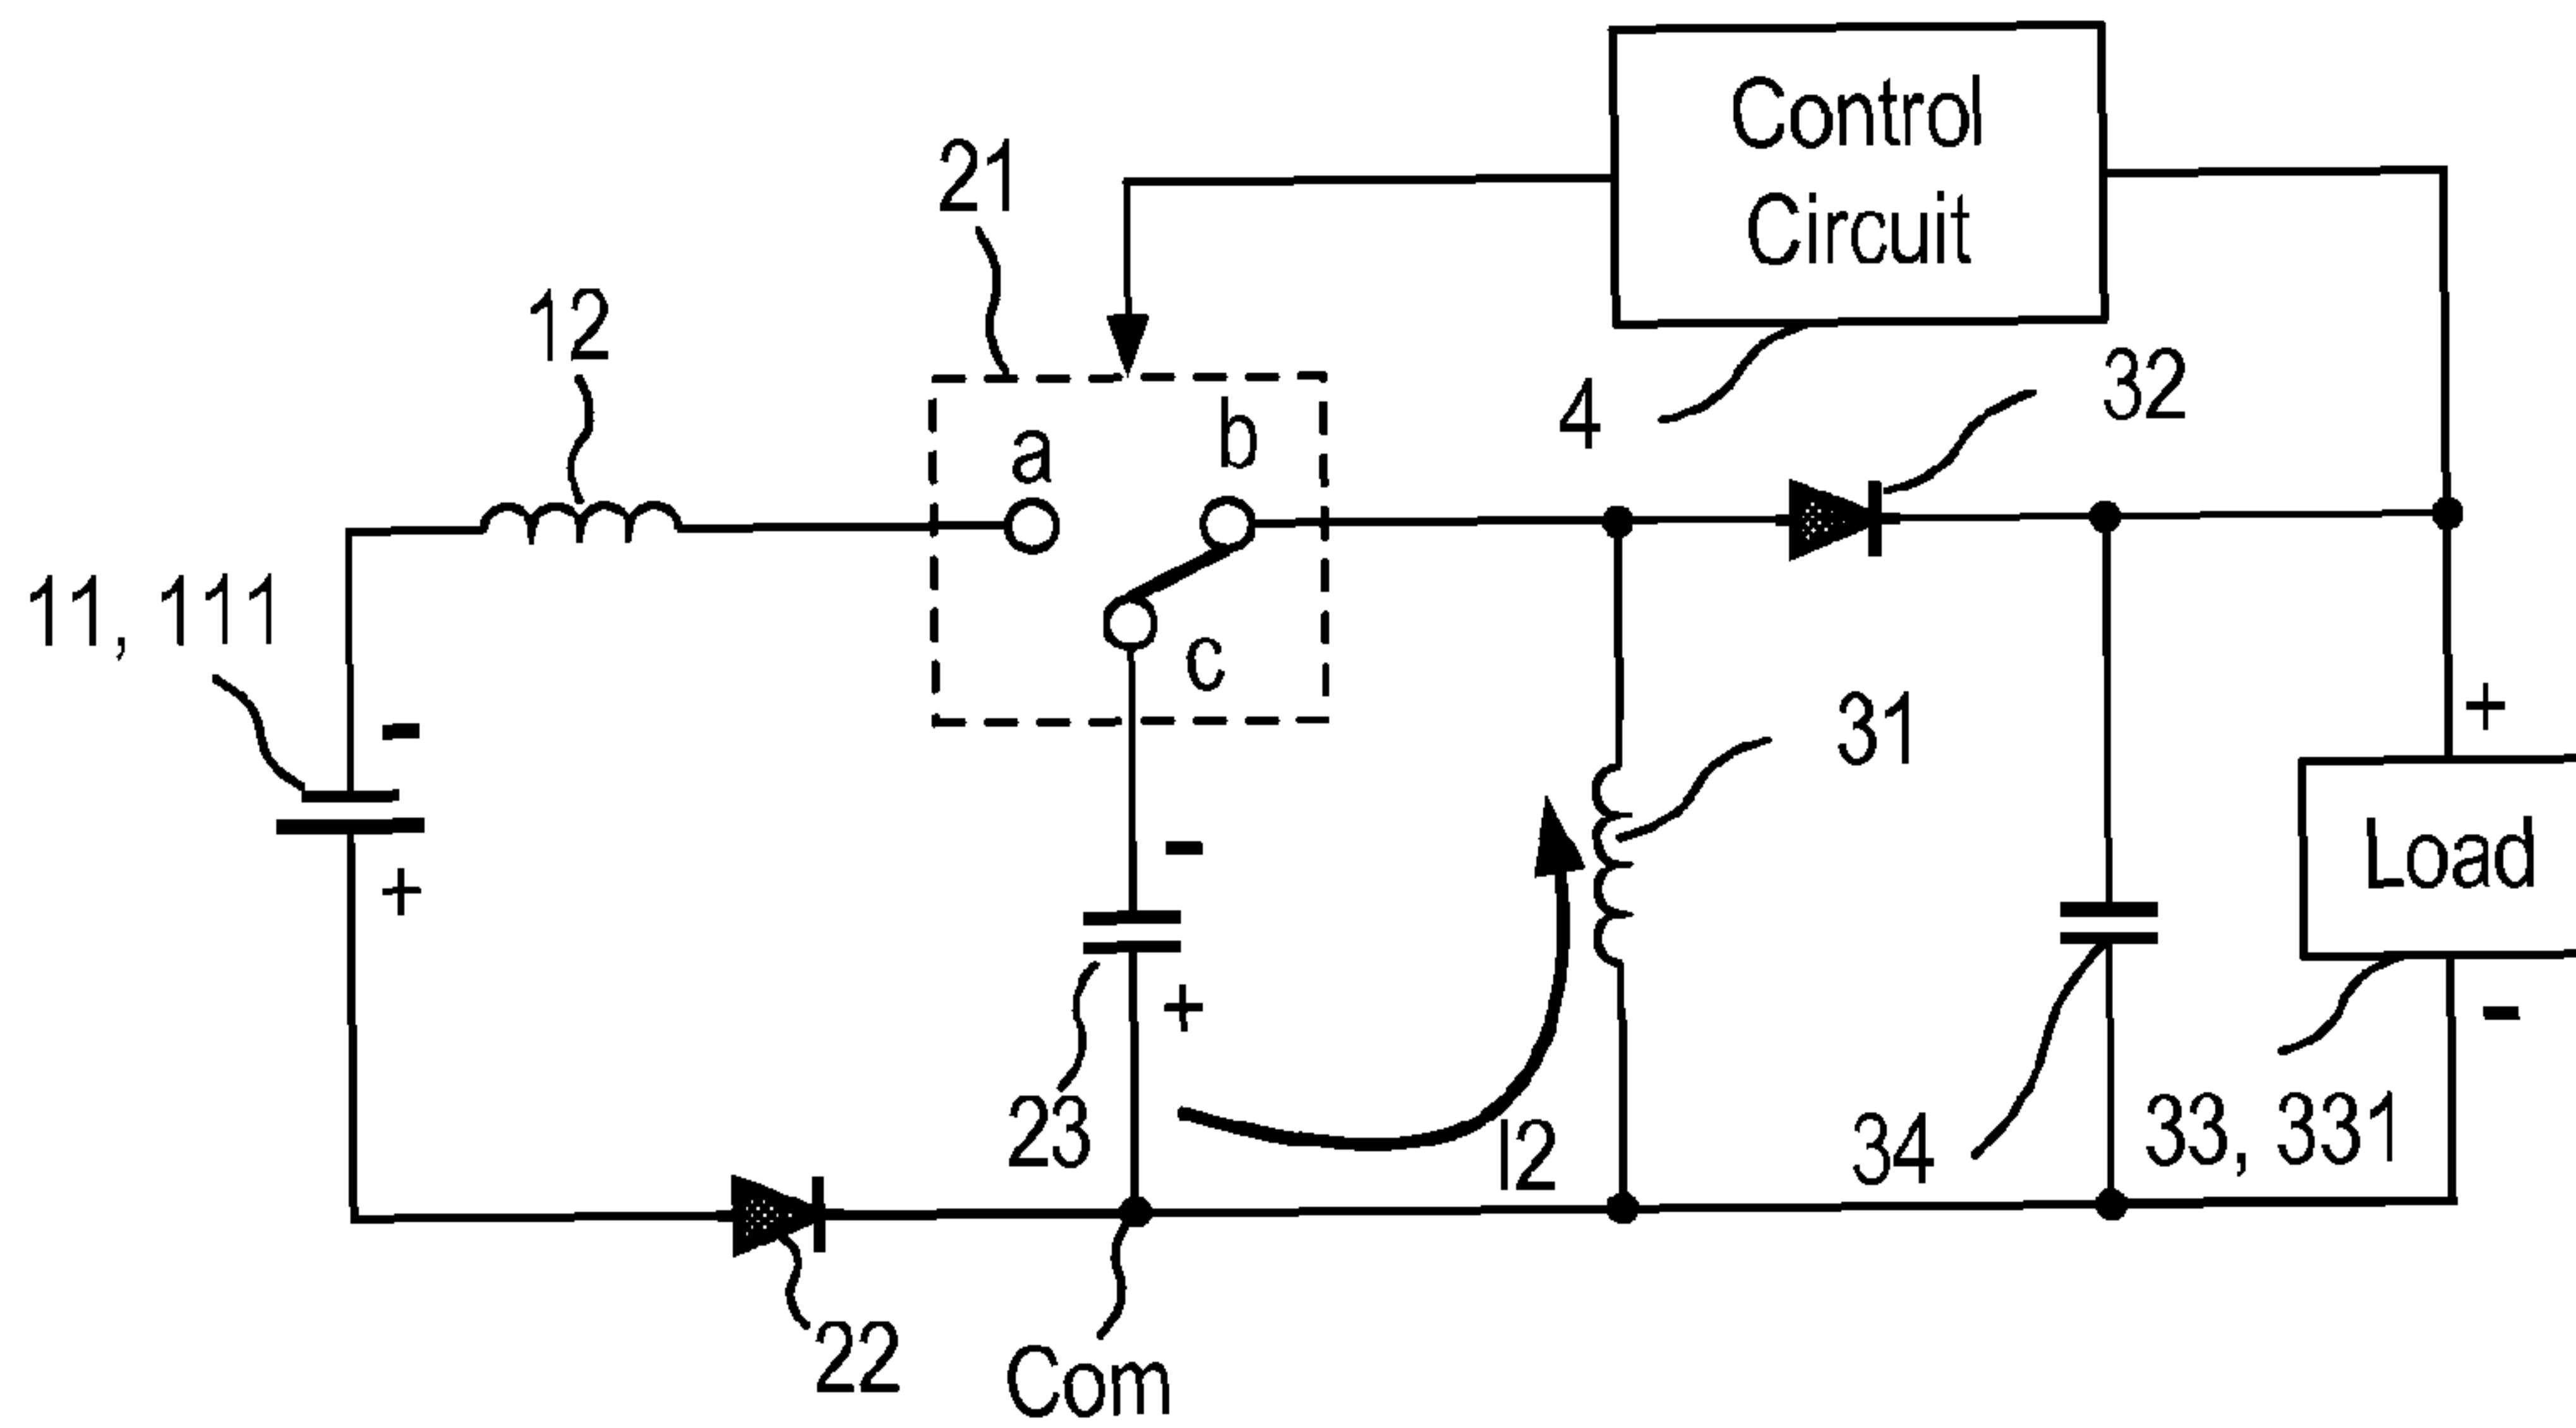 Control
Circuit
21
12
4
32
a
b
c
11, 111
-
+
-
+
31
+
Load
-
23
I2
34
33, 331
22
Com